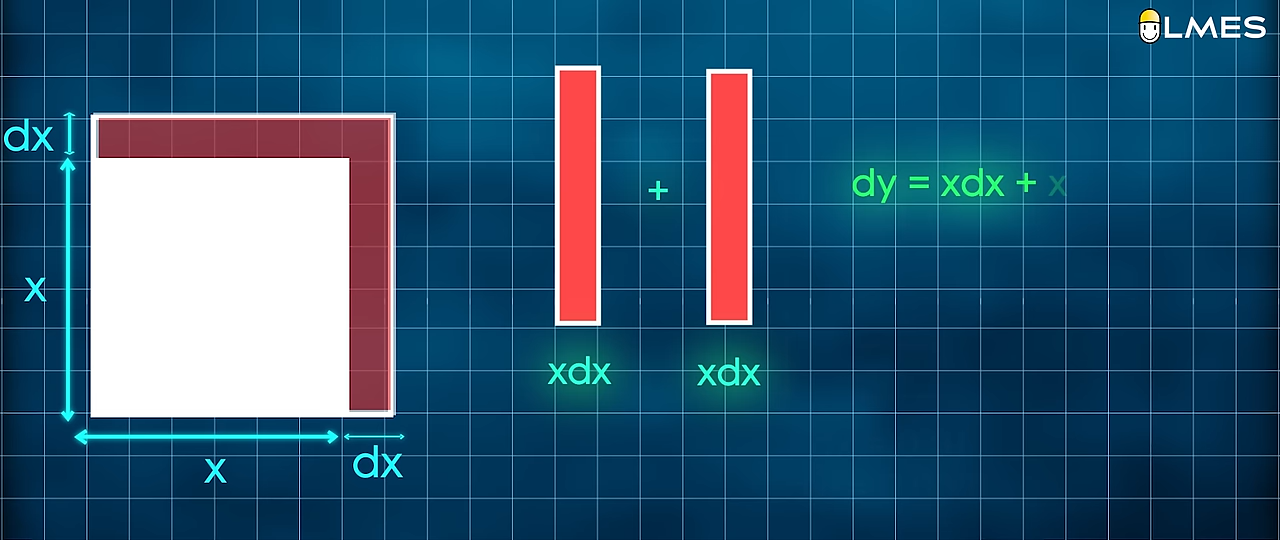 LMES
dx
x
x
dx
+
xdx
xdx
dy = xdx + x